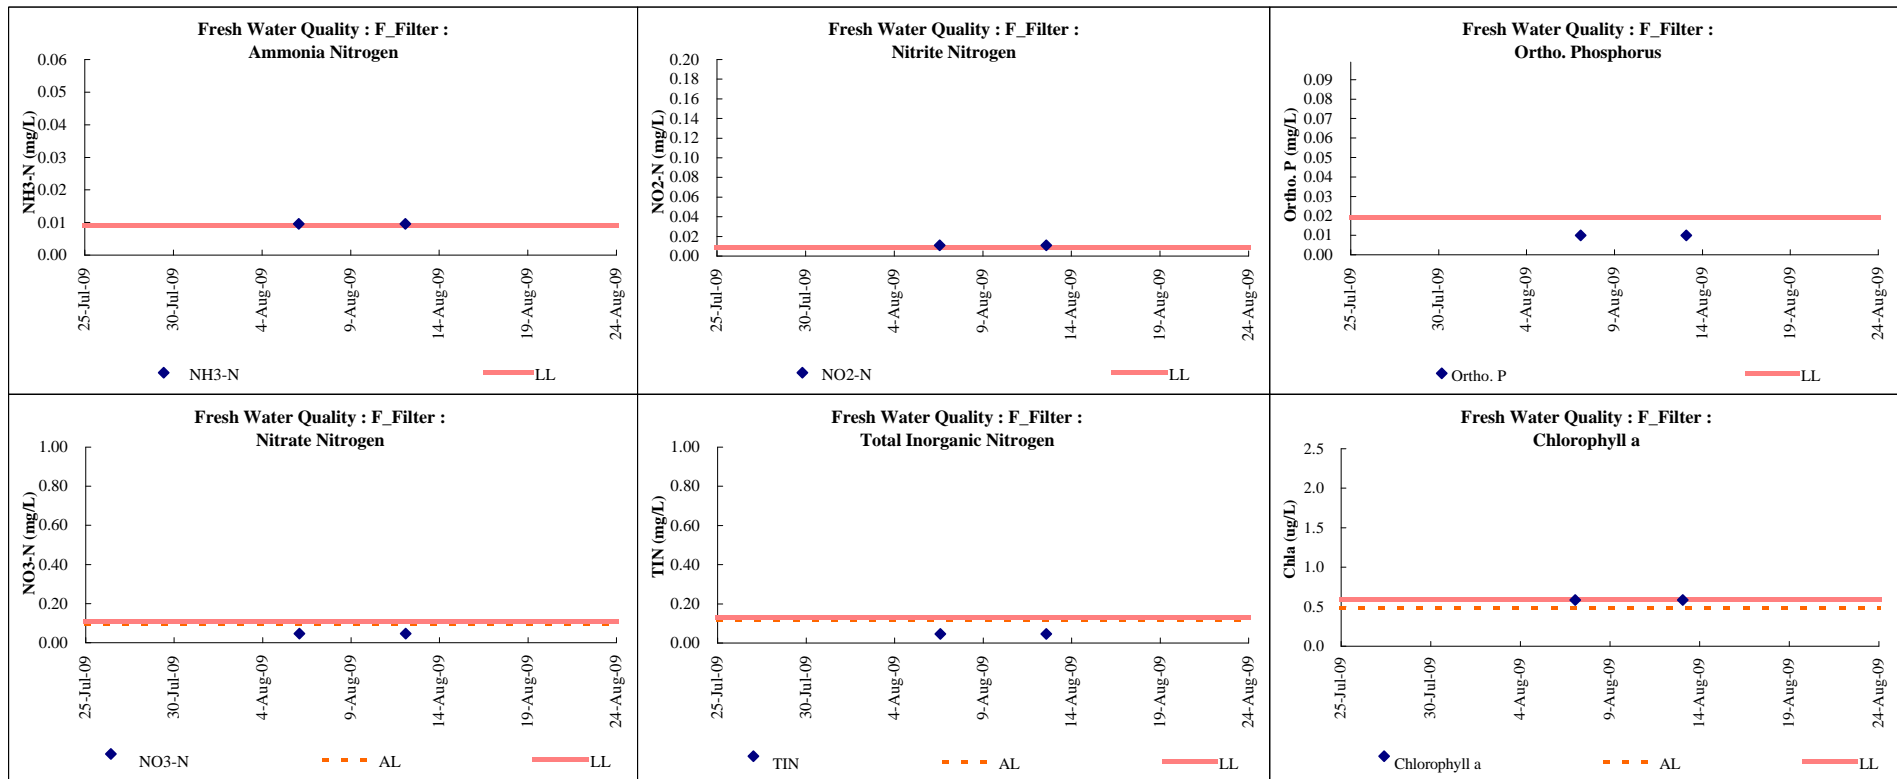 Fresh Water Quality : F_Filter :
Ammonia Nitrogen
NH3-N (mg/L)
0.06
0.05
0.04
0.03
0.02
0.01
0.00
25-Jul-09
30-Jul-09
4-Aug-09
9-Aug-09
14-Aug-09
19-Aug-09
24-Aug-09
NH3-N
LL
Fresh Water Quality : F_Filter :
Nitrite Nitrogen
NO2-N (mg/L)
0.20
0.18
0.16
0.14
0.12
0.10
0.08
0.06
0.04
0.02
0.00
25-Jul-09
30-Jul-09
4-Aug-09
9-Aug-09
14-Aug-09
19-Aug-09
24-Aug-09
NO2-N
LL
Fresh Water Quality : F_Filter :
Ortho. Phosphorus
Ortho. P (mg/L)
0.09
0.08
0.07
0.06
0.05
0.04
0.03
0.02
0.01
0.00
25-Jul-09
30-Jul-09
4-Aug-09
9-Aug-09
14-Aug-09
19-Aug-09
24-Aug-09
Ortho. P
LL
Fresh Water Quality : F_Filter :
Nitrate Nitrogen
NO3-N (mg/L)
1.00
0.80
0.60
0.40
0.20
0.00
25-Jul-09
30-Jul-09
4-Aug-09
9-Aug-09
14-Aug-09
19-Aug-09
24-Aug-09
NO3-N
AL
LL
Fresh Water Quality : F_Filter :
Total Inorganic Nitrogen
TIN (mg/L)
1.00
0.80
0.60
0.40
0.20
0.00
25-Jul-09
30-Jul-09
4-Aug-09
9-Aug-09
14-Aug-09
19-Aug-09
24-Aug-09
TIN
AL
LL
Fresh Water Quality : F_Filter :
Chlorophyll a
Chla (ug/L)
2.5
2.0
1.5
1.0
0.5
0.0
25-Jul-09
30-Jul-09
4-Aug-09
9-Aug-09
14-Aug-09
19-Aug-09
24-Aug-09
Chlorophyll a
AL
LL